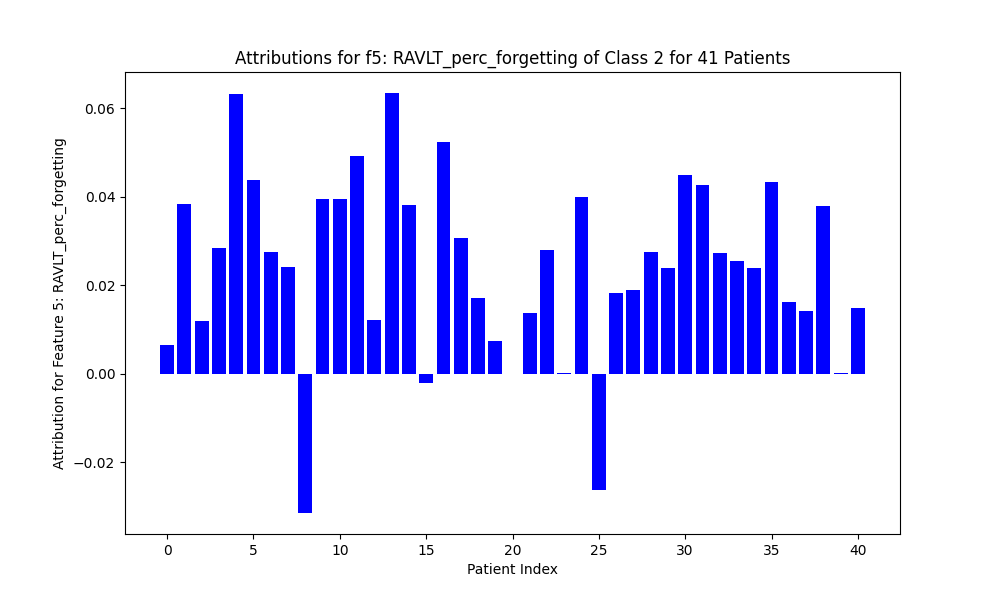 Attributions for f5: RAVLT_perc_forgetting of Class 2 for 41 Patients
Attribution for Feature 5: RAVLT_perc_forgetting
0.06
0.04
0.02
0.00
−0.02
0 5 10 15 20 25 30 35 40
Patient Index